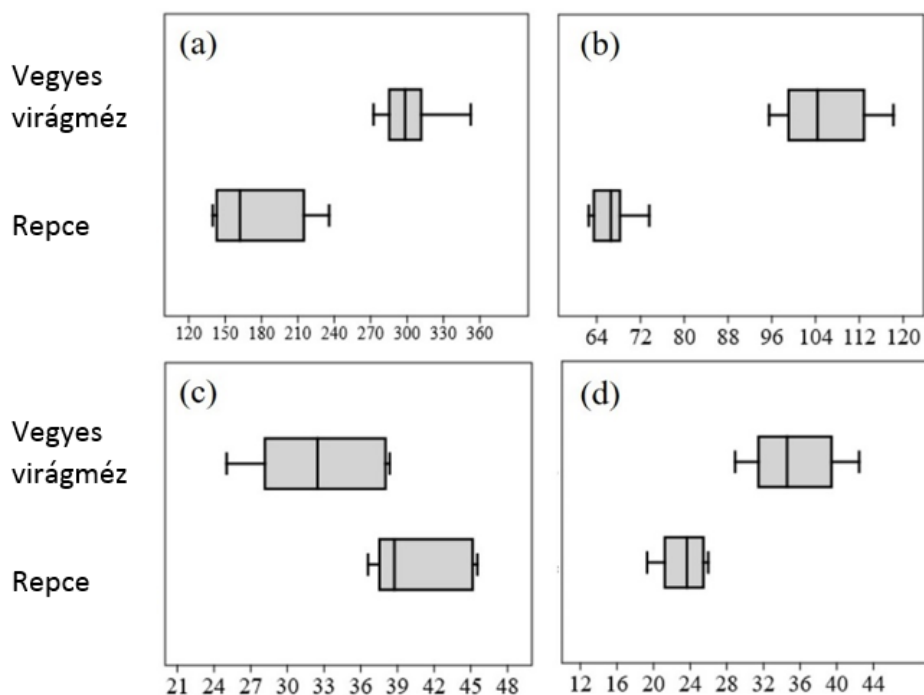 (a)
(b)
Vegyes
virágméz
Repce
120 150 180 210 240 270 300 330 360
64 72 80 88 96 104 112 120
(c)
(d)
Vegyes
virágméz
Repce
21 24 27 30 33 36 39 42 45 48
12 16 20 24 28 32 36 40 44